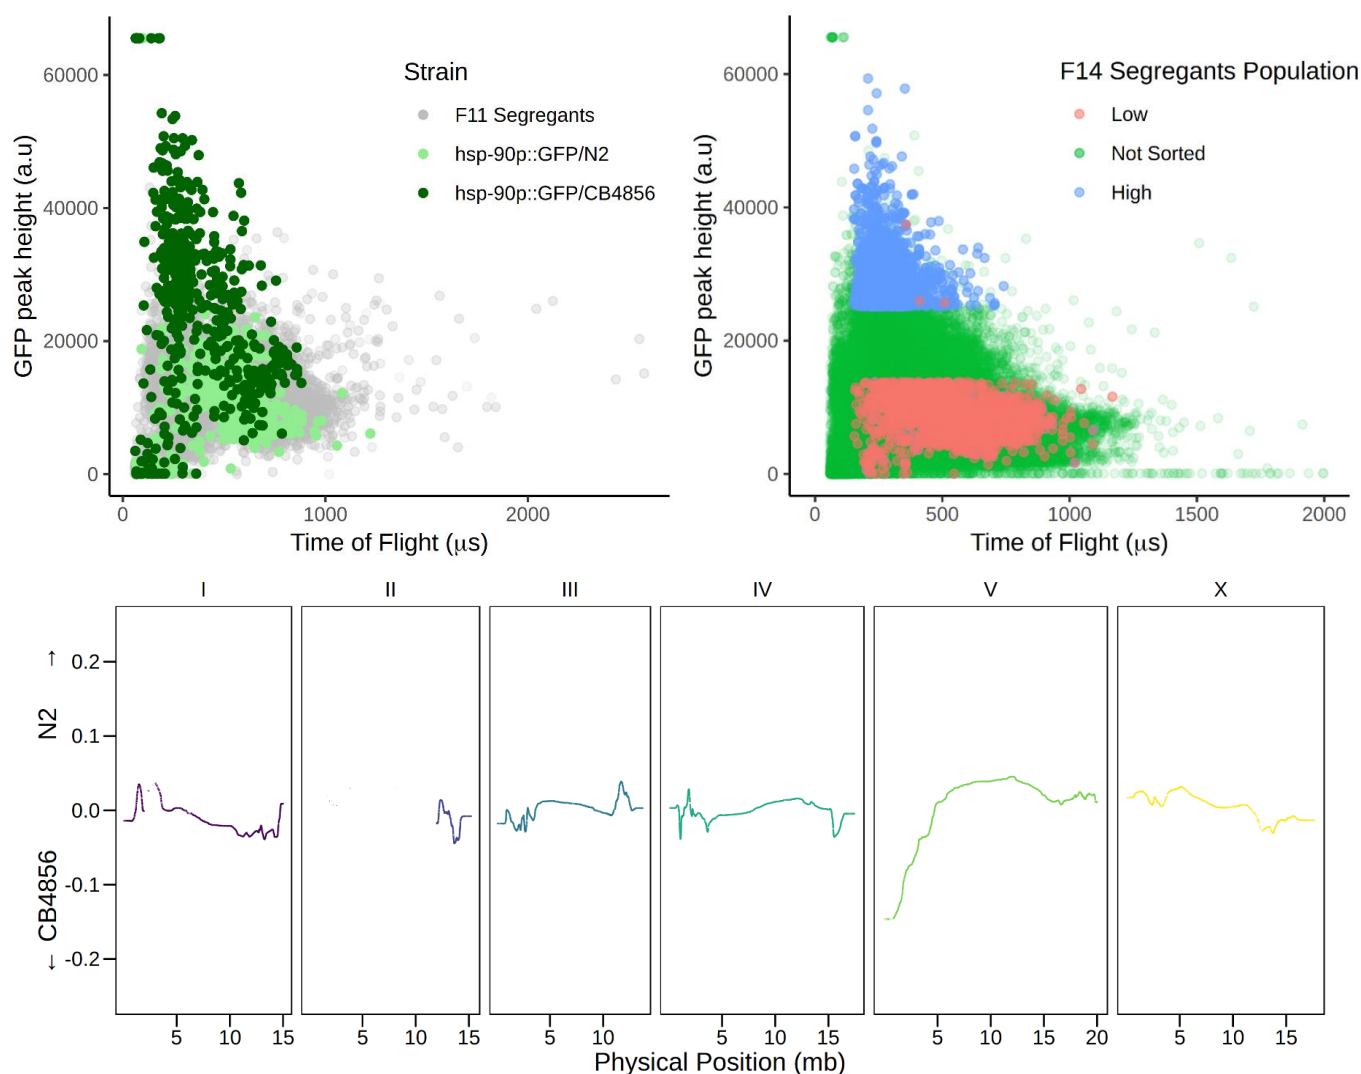 GFP peak height (a.u)
60000
40000
20000
0
0
1000
2000
Time of Flight (μs)
Strain
F11 Segregants
hsp-90p::GFP/N2
hsp-90p::GFP/CB4856
GFP peak height (a.u)
60000
40000
20000
0
0
500
1000
1500
2000
Time of Flight (μs)
F14 Segregants Population
Low
Not Sorted
High
I
II
III
IV
V
X
← CB4856
N2 →
0.2
0.1
0.0
-0.1
-0.2
5
10
15
5
10
15
5
10
5
10
15
5
10
15
20
5
10
15
Physical Position (mb)